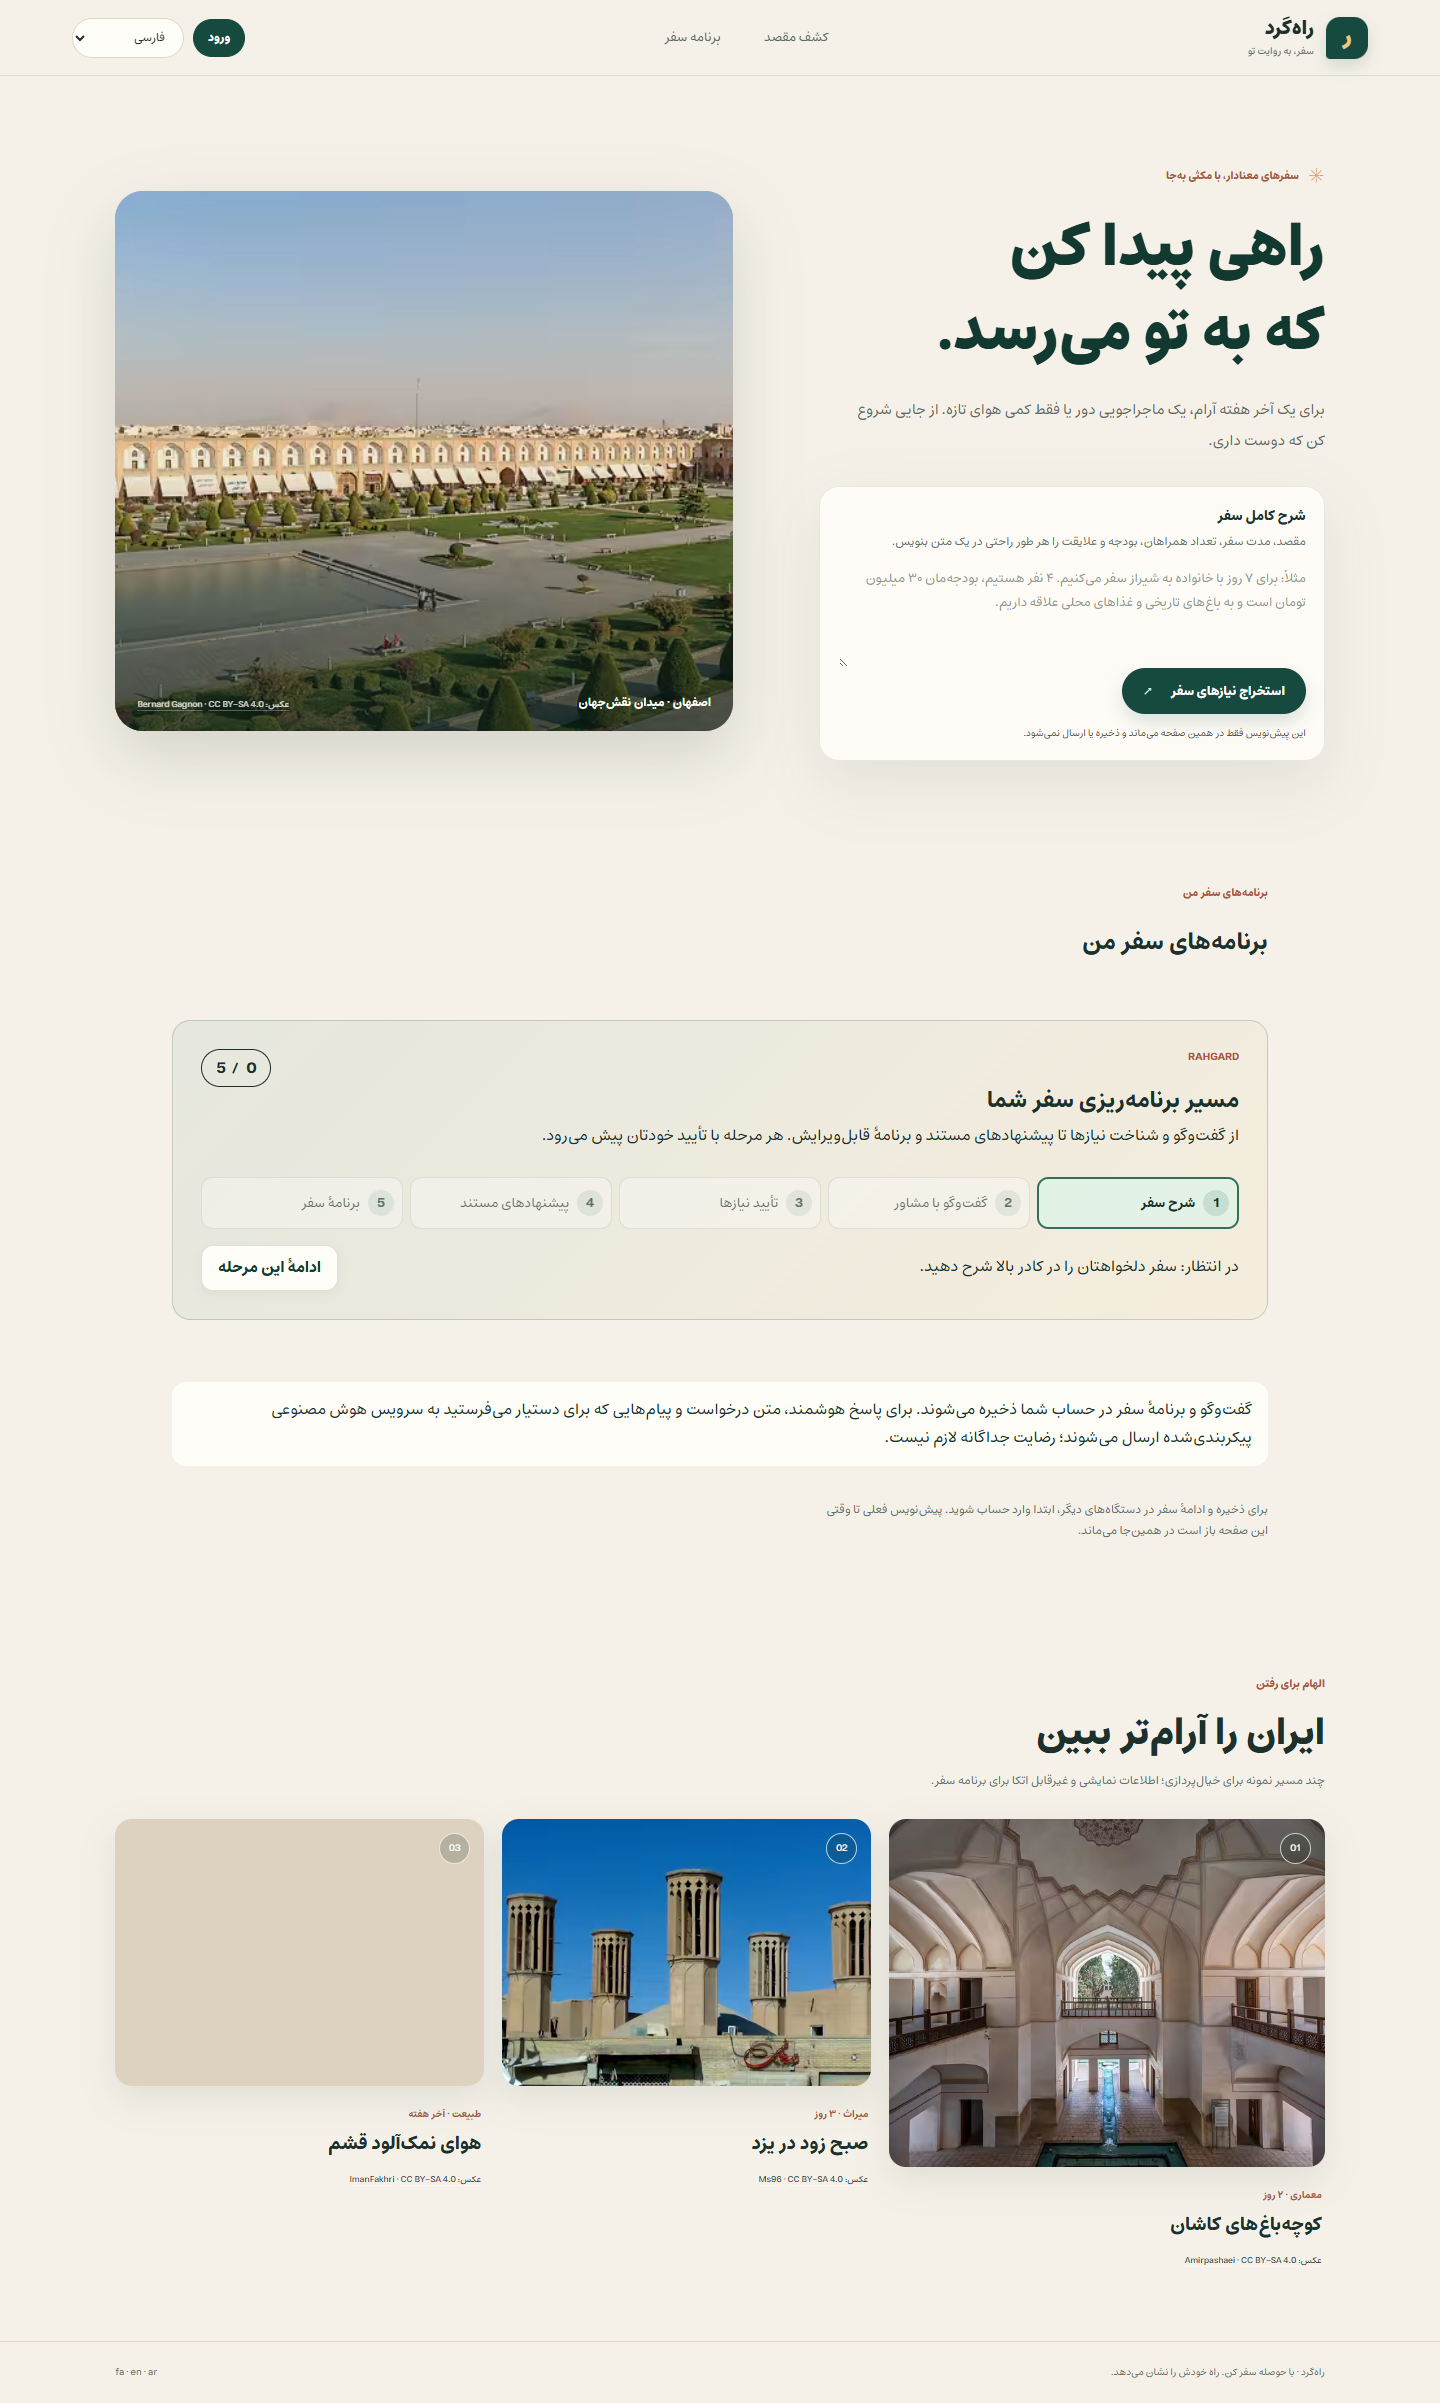 ر
راه‌گرد
سفر، به روایت تو
کشف مقصد
برنامه سفر
ورود
فارسی
سفرهای معنادار، با مکثی به‌جا
راهی پیدا کن
که به تو می‌رسد.
برای یک آخر هفته آرام، یک ماجراجویی دور یا فقط کمی هوای تازه. از جایی شروع
کن که دوست داری.
شرح کامل سفر
مقصد، مدت سفر، تعداد همراهان، بودجه و علایقت را هر طور راحتی در یک متن بنویس.
مثلاً: برای ۷ روز با خانواده به شیراز سفر می‌کنیم. ۴ نفر هستیم، بودجه‌مان ۳۰ میلیون
تومان است و به باغ‌های تاریخی و غذاهای محلی علاقه داریم.
استخراج نیازهای سفر
این پیش‌نویس فقط در همین صفحه می‌ماند و ذخیره یا ارسال نمی‌شود.
اصفهان · میدان نقش‌جهان
عکس: Bernard Gagnon · CC BY-SA 4.0
برنامه‌های سفر من
برنامه‌های سفر من
RAHGARD
0 / 5
مسیر برنامه‌ریزی سفر شما
از گفت‌وگو و شناخت نیازها تا پیشنهادهای مستند و برنامهٔ قابل‌ویرایش. هر مرحله با تأیید خودتان پیش می‌رود.
1 شرح سفر
2 گفت‌وگو با مشاور
3 تأیید نیازها
4 پیشنهادهای مستند
5 برنامهٔ سفر
در انتظار: سفر دلخواهتان را در کادر بالا شرح دهید.
ادامهٔ این مرحله
گفت‌وگو و برنامهٔ سفر در حساب شما ذخیره می‌شوند. برای پاسخ هوشمند، متن درخواست و پیام‌هایی که برای دستیار می‌فرستید به سرویس هوش مصنوعی
پیکربندی‌شده ارسال می‌شوند؛ رضایت جداگانه لازم نیست.
برای ذخیره و ادامهٔ سفر در دستگاه‌های دیگر، ابتدا وارد حساب شوید. پیش‌نویس فعلی تا وقتی
این صفحه باز است در همین‌جا می‌ماند.
الهام برای رفتن
ایران را آرام‌تر ببین
چند مسیر نمونه برای خیال‌پردازی؛ اطلاعات نمایشی و غیرقابل اتکا برای برنامه سفر.
01
معماری · ۲ روز
کوچه‌باغ‌های کاشان
عکس: Amirpashaei · CC BY-SA 4.0
02
میراث · ۳ روز
صبح زود در یزد
عکس: Ms96 · CC BY-SA 4.0
03
طبیعت · آخر هفته
هوای نمک‌آلود قشم
عکس: ImanFakhri · CC BY-SA 4.0
راه‌گرد · با حوصله سفر کن. راه خودش را نشان می‌دهد.
fa · en · ar